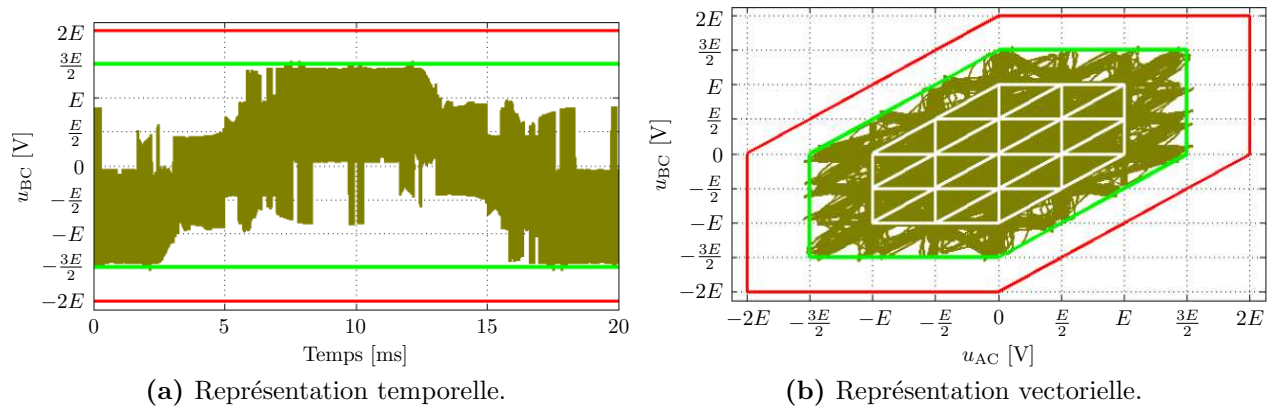 2E
3E/2
E
E/2
0
−E/2
−E
−3E/2
−2E
u_BC [V]
0 5 10 15 20
Temps [ms]
(a) Représentation temporelle.
2E
3E/2
E
E/2
0
−E/2
−E
−3E/2
−2E
u_BC [V]
−2E −3E/2 −E −E/2 0 E/2 E 3E/2 2E
u_AC [V]
(b) Représentation vectorielle.